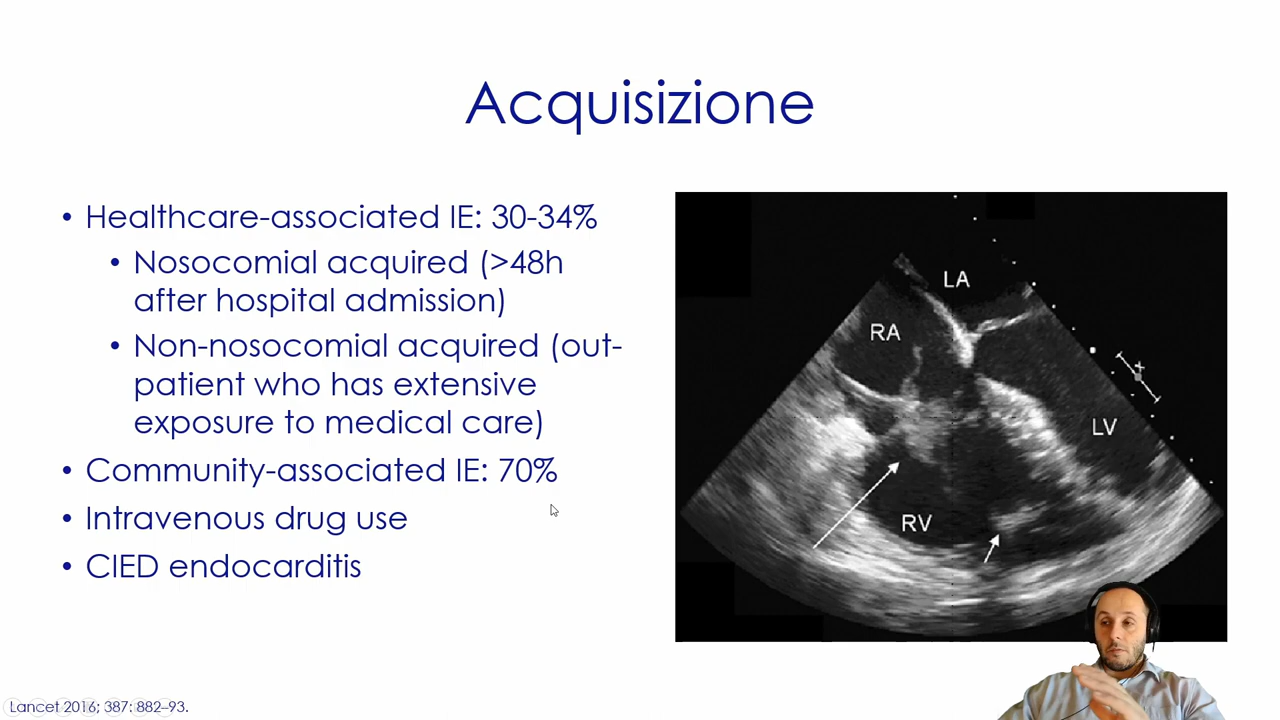 Acquisizione
• Healthcare-associated IE: 30-34%
• Nosocomial acquired (>48h
after hospital admission)
• Non-nosocomial acquired (out-
patient who has extensive
exposure to medical care)
• Community-associated IE: 70%
• Intravenous drug use
• CIED endocarditis
LA
RA
LV
RV
Lancet 2016; 387: 882–93.